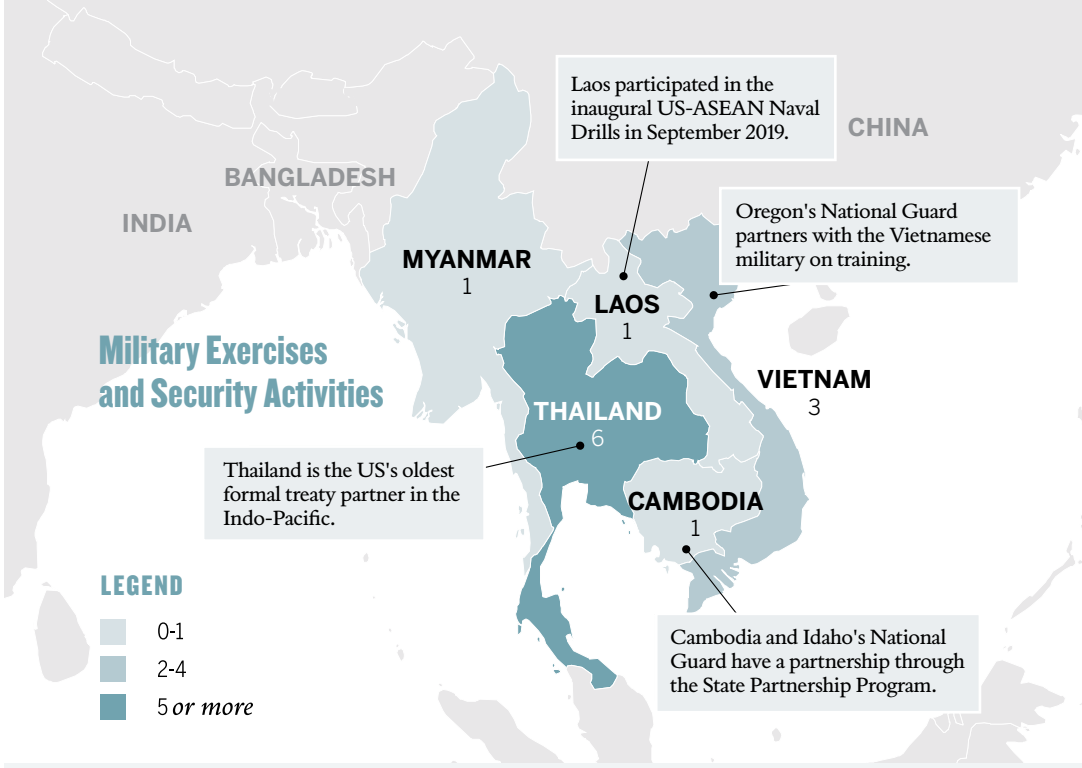 Laos participated in the
inaugural US-ASEAN Naval
Drills in September 2019.
CHINA
BANGLADESH
INDIA
Oregon's National Guard
partners with the Vietnamese
military on training.
MYANMAR
1
LAOS
1
Military Exercises
and Security Activities
VIETNAM
3
THAILAND
6
Thailand is the US's oldest
formal treaty partner in the
Indo-Pacific.
CAMBODIA
1
LEGEND
0-1
2-4
5 or more
Cambodia and Idaho's National
Guard have a partnership through
the State Partnership Program.